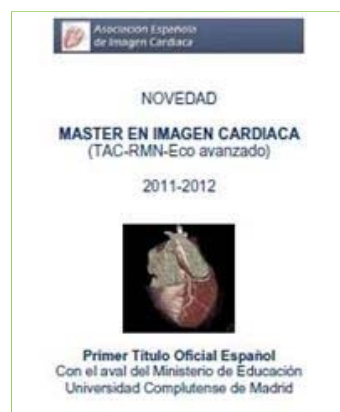 Asociación Española
de Imagen Cardiaca
NOVEDAD
MASTER EN IMAGEN CARDIACA
(TAC-RMN-Eco avanzado)
2011-2012
Primer Titulo Oficial Español
Con el aval del Ministerio de Educación
Universidad Complutense de Madrid